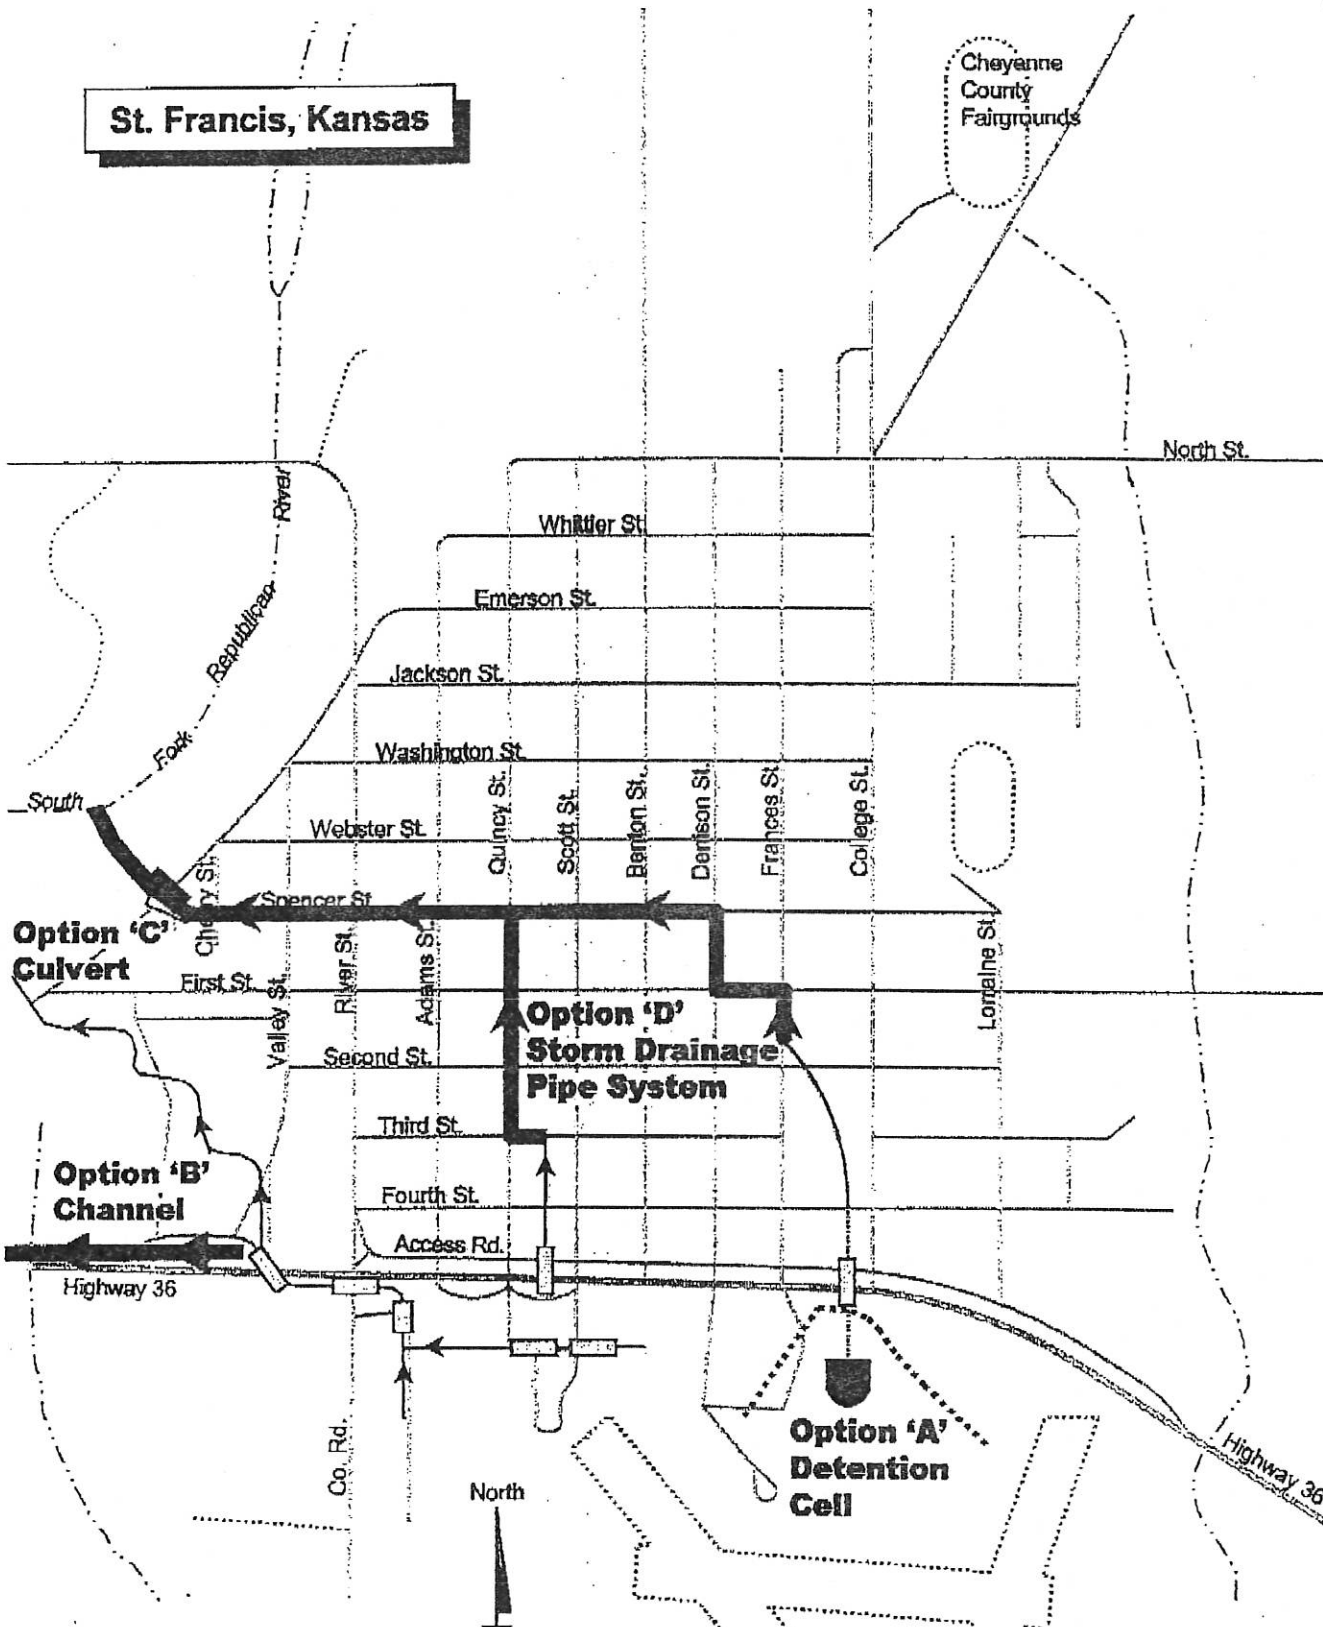 Cheyenne
County
Fairgrounds
St. Francis, Kansas
North St.
River
Whittier St.
Emerson St.
Republican
Jackson St.
Fork
Washington St.
South
Webster St.
Quincy St.
Scott St.
Benton St.
Denison St.
Frances St.
College St.
Cherry St.
Spencer St.
Option ‘C’
Culvert
First St.
Valley St.
River St.
Adams St.
Lorraine St.
Option ‘D’
Storm Drainage
Pipe System
Second St.
Third St.
Option ‘B’
Channel
Fourth St.
Access Rd.
Highway 36
Co. Rd.
Option ‘A’
Detention
Cell
Highway 36
North